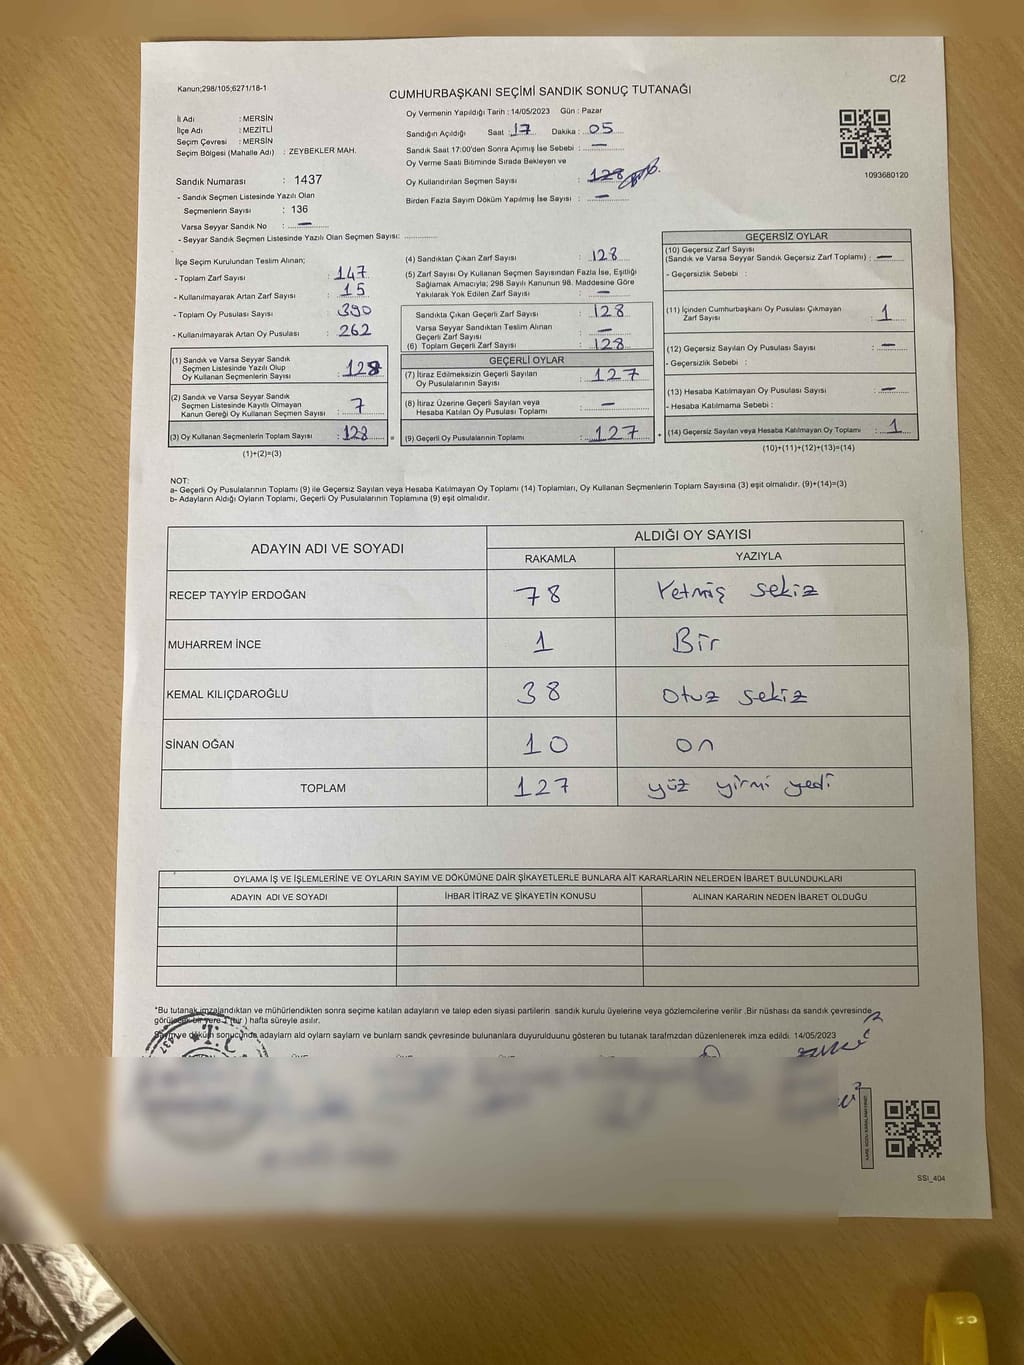 Kanun;298/105;6271/18-1
C/2
CUMHURBAŞKANI SEÇİMİ SANDIK SONUÇ TUTANAĞI
İl Adı : MERSİN
İlçe Adı : MEZİTLİ
Seçim Çevresi : MERSİN
Seçim Bölgesi (Mahalle Adı) : ZEYBEKLER MAH.
Sandık Numarası : 1437
- Sandık Seçmen Listesinde Yazılı Olan
Seçmenlerin Sayısı : 136
Varsa Seyyar Sandık No : —
- Seyyar Sandık Seçmen Listesinde Yazılı Olan Seçmen Sayısı: ............
Oy Vermenin Yapıldığı Tarih : 14/05/2023 Gün : Pazar
Sandığın Açıldığı Saat : 17 Dakika : 05
Sandık Saat 17:00'den Sonra Açımış İse Sebebi : —
Oy Verme Saati Bitiminde Sırada Bekleyen ve
Oy Kullandırılan Seçmen Sayısı : 128
Birden Fazla Sayım Döküm Yapılmış İse Sayısı : —
1093680120
İlçe Seçim Kurulundan Teslim Alınan;
- Toplam Zarf Sayısı : 147
- Kullanılmayarak Artan Zarf Sayısı : 15
- Toplam Oy Pusulası Sayısı : 390
- Kullanılmayarak Artan Oy Pusulası : 262
(1) Sandık ve Varsa Seyyar Sandık
Seçmen Listesinde Yazılı Olup
Oy Kullanan Seçmenlerin Sayısı : 128
(2) Sandık ve Varsa Seyyar Sandık
Seçmen Listesinde Kayıtlı Olmayan
Kanun Gereği Oy Kullanan Seçmen Sayısı : 7
(3) Oy Kullanan Seçmenlerin Toplam Sayısı : 128
(1)+(2)=(3)
(4) Sandıktan Çıkan Zarf Sayısı : 128
(5) Zarf Sayısı Oy Kullanan Seçmen Sayısından Fazla İse, Eşitliği
Sağlamak Amacıyla; 298 Sayılı Kanunun 98. Maddesine Göre
Yakılarak Yok Edilen Zarf Sayısı : —
Sandıkta Çıkan Geçerli Zarf Sayısı : 128
Varsa Seyyar Sandıktan Teslim Alınan
Geçerli Zarf Sayısı : —
(6) Toplam Geçerli Zarf Sayısı : 128
GEÇERLİ OYLAR
(7) İtiraz Edilmeksizin Geçerli Sayılan
Oy Pusulalarının Sayısı : 127
(8) İtiraz Üzerine Geçerli Sayılan veya
Hesaba Katılan Oy Pusulası Toplamı : —
(9) Geçerli Oy Pusulalarının Toplamı : 127
GEÇERSİZ OYLAR
(10) Geçersiz Zarf Sayısı
(Sandık ve Varsa Seyyar Sandık Geçersiz Zarf Toplamı) : —
- Geçersizlik Sebebi :
(11) İçinden Cumhurbaşkanı Oy Pusulası Çıkmayan
Zarf Sayısı : 1
(12) Geçersiz Sayılan Oy Pusulası Sayısı : —
- Geçersizlik Sebebi :
(13) Hesaba Katılmayan Oy Pusulası Sayısı : —
- Hesaba Katılmama Sebebi :
(14) Geçersiz Sayılan veya Hesaba Katılmayan Oy Toplamı : 1
(10)+(11)+(12)+(13)=(14)
NOT:
a- Geçerli Oy Pusulalarının Toplamı (9) ile Geçersiz Sayılan veya Hesaba Katılmayan Oy Toplamı (14) Toplamları, Oy Kullanan Seçmenlerin Toplam Sayısına (3) eşit olmalıdır. (9)+(14)=(3)
b- Adayların Aldığı Oyların Toplamı, Geçerli Oy Pusulalarının Toplamına (9) eşit olmalıdır.
ADAYIN ADI VE SOYADI
ALDIĞI OY SAYISI
RAKAMLA YAZIYLA
RECEP TAYYİP ERDOĞAN 78 Yetmiş sekiz
MUHARREM İNCE 1 Bir
KEMAL KILIÇDAROĞLU 38 Otuz sekiz
SİNAN OĞAN 10 on
TOPLAM 127 yüz yirmi yedi
OYLAMA İŞ VE İŞLEMLERİNE VE OYLARIN SAYIM VE DÖKÜMÜNE DAİR ŞİKAYETLERLE BUNLARA AİT KARARLARIN NELERDEN İBARET BULUNDUKLARI
ADAYIN ADI VE SOYADI İHBAR İTİRAZ VE ŞİKAYETİN KONUSU ALINAN KARARIN NEDEN İBARET OLDUĞU
*Bu tutanak imzalandıktan ve mühürlendikten sonra seçime katılan adayların ve talep eden siyasi partilerin sandık kurulu üyelerine veya gözlemcilerine verilir .Bir nüshası da sandık çevresinde
görülecek bir yere 1 (bir ) hafta süreyle asılır.
Sayim ve döküm sonucunda adaylarn ald oylarn saylarn ve bunlarn sandk çevresinde bulunanlara duyurulduunu gösteren bu tutanak tarafmzdan düzenlenerek imza edildi. 14/05/2023
T.C
SSI_404